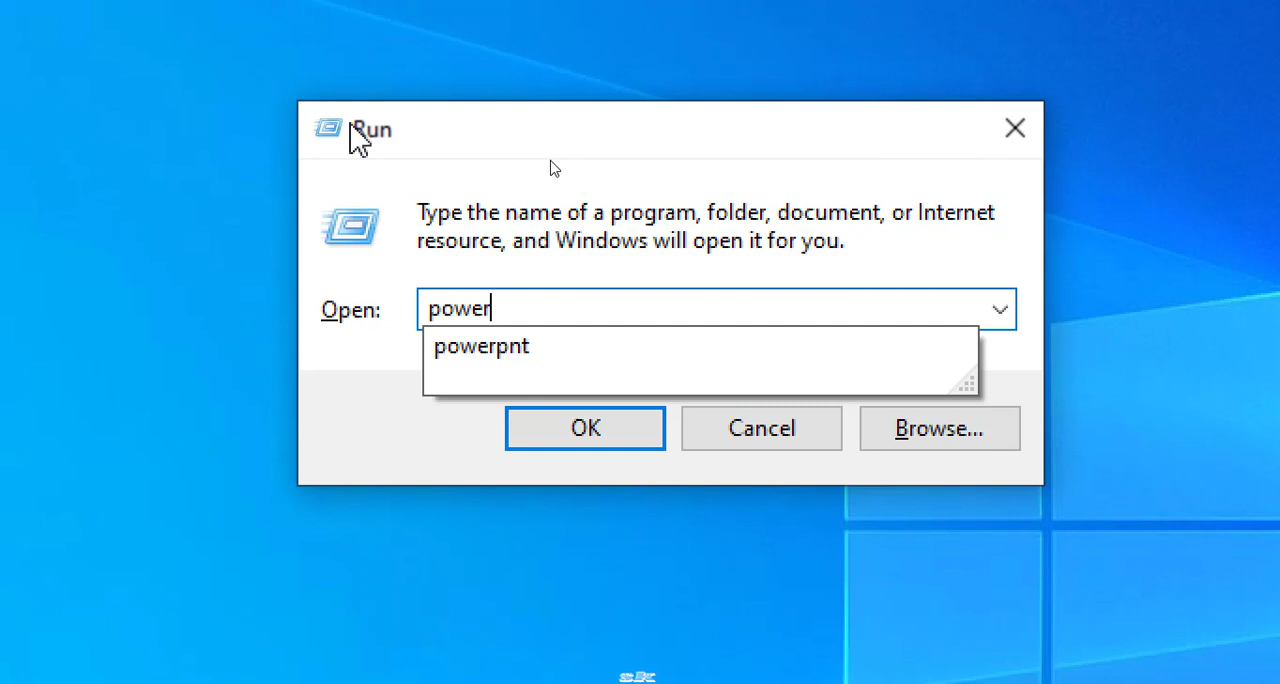 Run
Type the name of a program, folder, document, or Internet
resource, and Windows will open it for you.
Open:
power
powerpnt
OK
Cancel
Browse...